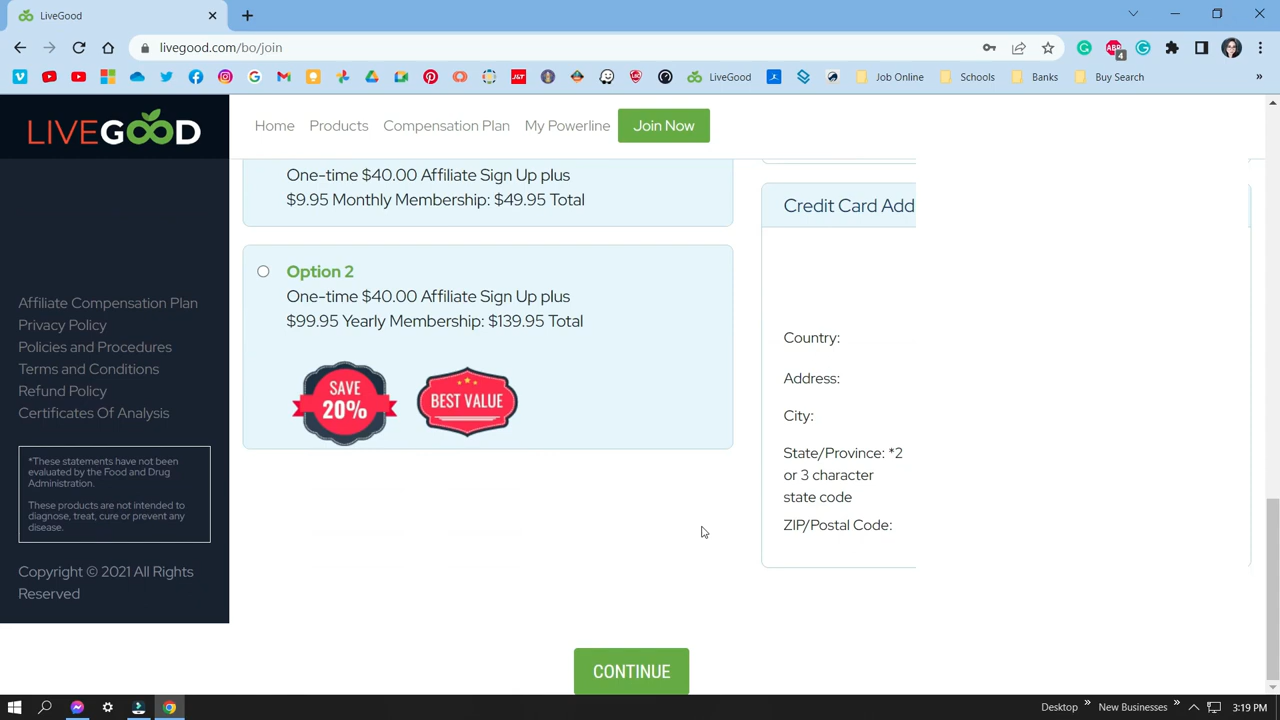 LiveGood
livegood.com/bo/join
4
LiveGood
Job Online
Schools
Banks
Buy Search
»
LIVEGOOD
Home
Products
Compensation Plan
My Powerline
Join Now
One-time $40.00 Affiliate Sign Up plus
$9.95 Monthly Membership: $49.95 Total
Option 2
One-time $40.00 Affiliate Sign Up plus
$99.95 Yearly Membership: $139.95 Total
SAVE
20%
BEST VALUE
Credit Card Add
Country:
Address:
City:
State/Province: *2
or 3 character
state code
ZIP/Postal Code:
Affiliate Compensation Plan
Privacy Policy
Policies and Procedures
Terms and Conditions
Refund Policy
Certificates Of Analysis
*These statements have not been
evaluated by the Food and Drug
Administration.
These products are not intended to
diagnose, treat, cure or prevent any
disease.
Copyright © 2021 All Rights
Reserved
CONTINUE
Desktop
New Businesses
3:19 PM